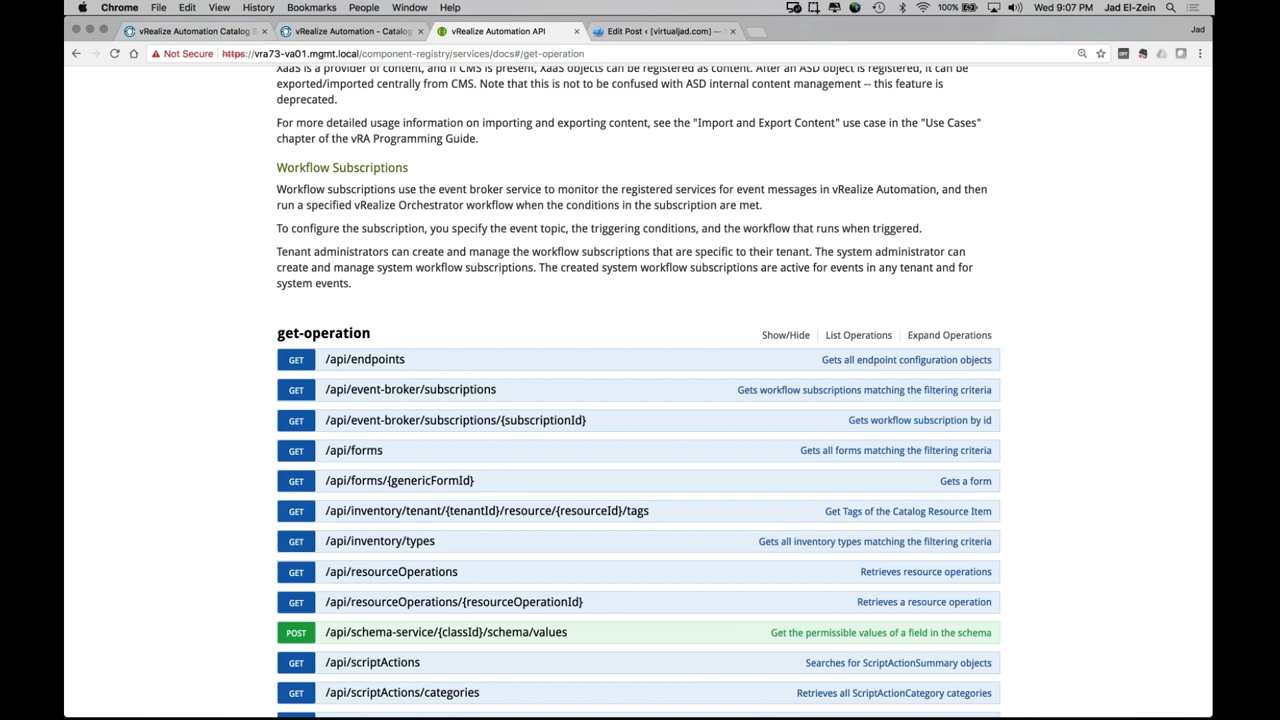 Chrome File Edit View History Bookmarks People Window Help 100% Wed 9:07 PM Jad El-Zein
vRealize Automation Catalog S × vRealize Automation - Catalog × vRealize Automation API × Edit Post ‹ [virtualjad.com] — × Jad
Not Secure https://vra73-va01.mgmt.local/component-registry/services/docs#/get-operation
XaaS is a provider of content, and if CMS is present, XaaS objects can be registered as content. After an ASD object is registered, it can be
exported/imported centrally from CMS. Note that this is not to be confused with ASD internal content management -- this feature is
deprecated.
For more detailed usage information on importing and exporting content, see the "Import and Export Content" use case in the "Use Cases"
chapter of the vRA Programming Guide.
Workflow Subscriptions
Workflow subscriptions use the event broker service to monitor the registered services for event messages in vRealize Automation, and then
run a specified vRealize Orchestrator workflow when the conditions in the subscription are met.
To configure the subscription, you specify the event topic, the triggering conditions, and the workflow that runs when triggered.
Tenant administrators can create and manage the workflow subscriptions that are specific to their tenant. The system administrator can
create and manage system workflow subscriptions. The created system workflow subscriptions are active for events in any tenant and for
system events.
get-operation Show/Hide List Operations Expand Operations
GET /api/endpoints Gets all endpoint configuration objects
GET /api/event-broker/subscriptions Gets workflow subscriptions matching the filtering criteria
GET /api/event-broker/subscriptions/{subscriptionId} Gets workflow subscription by id
GET /api/forms Gets all forms matching the filtering criteria
GET /api/forms/{genericFormId} Gets a form
GET /api/inventory/tenant/{tenantId}/resource/{resourceId}/tags Get Tags of the Catalog Resource Item
GET /api/inventory/types Gets all inventory types matching the filtering criteria
GET /api/resourceOperations Retrieves resource operations
GET /api/resourceOperations/{resourceOperationId} Retrieves a resource operation
POST /api/schema-service/{classId}/schema/values Get the permissible values of a field in the schema
GET /api/scriptActions Searches for ScriptActionSummary objects
GET /api/scriptActions/categories Retrieves all ScriptActionCategory categories